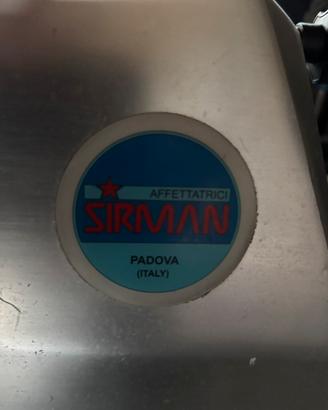 AFFETTATRICI
SIRMAN
PADOVA
(ITALY)